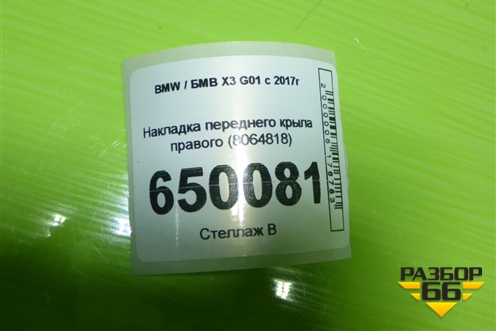 BMW / БМВ X3 G01 с 2017г
Накладка переднего крыла
правого (8064818)
650081
Стеллаж В
РАЗБОР
66